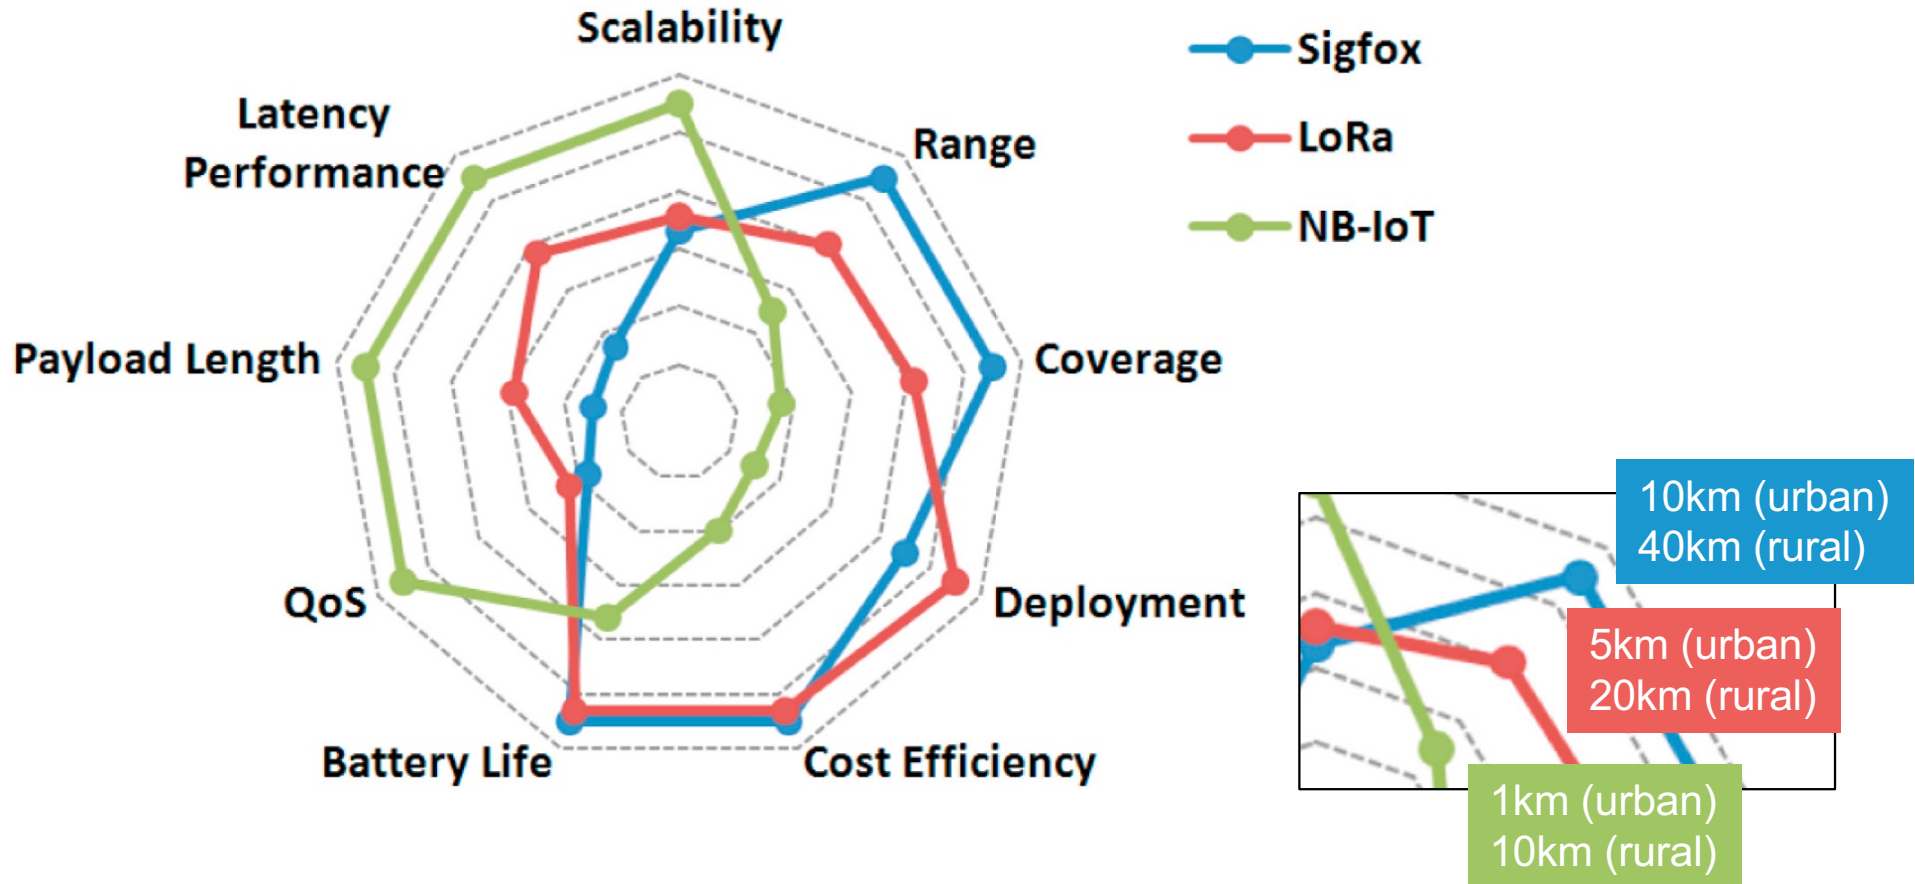 Scalability
Sigfox
LoRa
NB-IoT
Latency
Performance
Range
Payload Length
Coverage
QoS
Deployment
Battery Life
Cost Efficiency
10km (urban)
40km (rural)
5km (urban)
20km (rural)
1km (urban)
10km (rural)